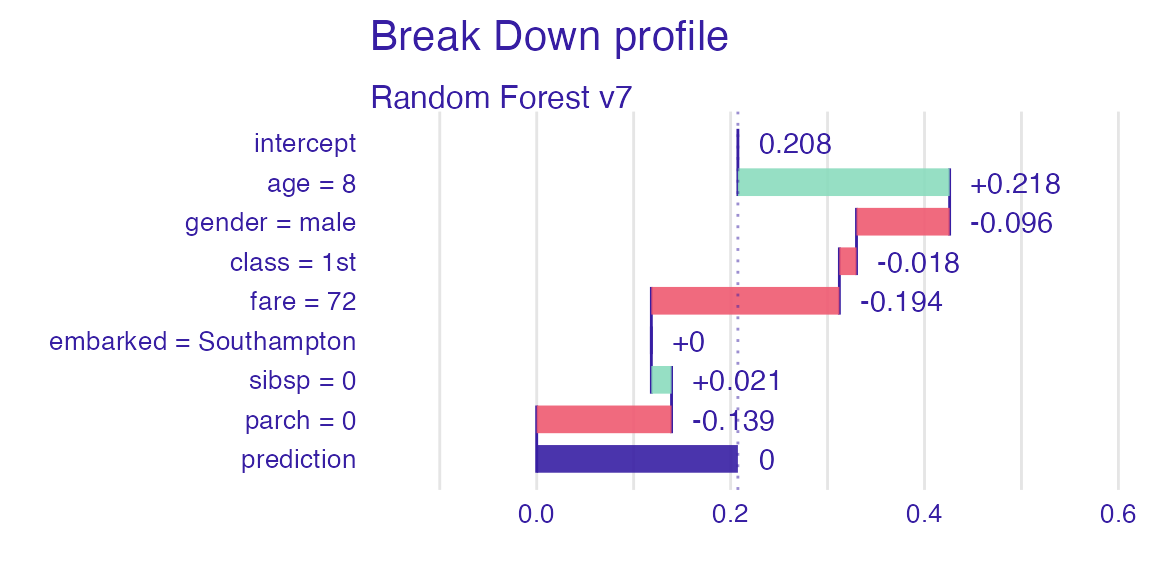 Break Down profile
Random Forest v7
intercept 0.208
age = 8 +0.218
gender = male -0.096
class = 1st -0.018
fare = 72 -0.194
embarked = Southampton +0
sibsp = 0 +0.021
parch = 0 -0.139
prediction 0
0.0 0.2 0.4 0.6